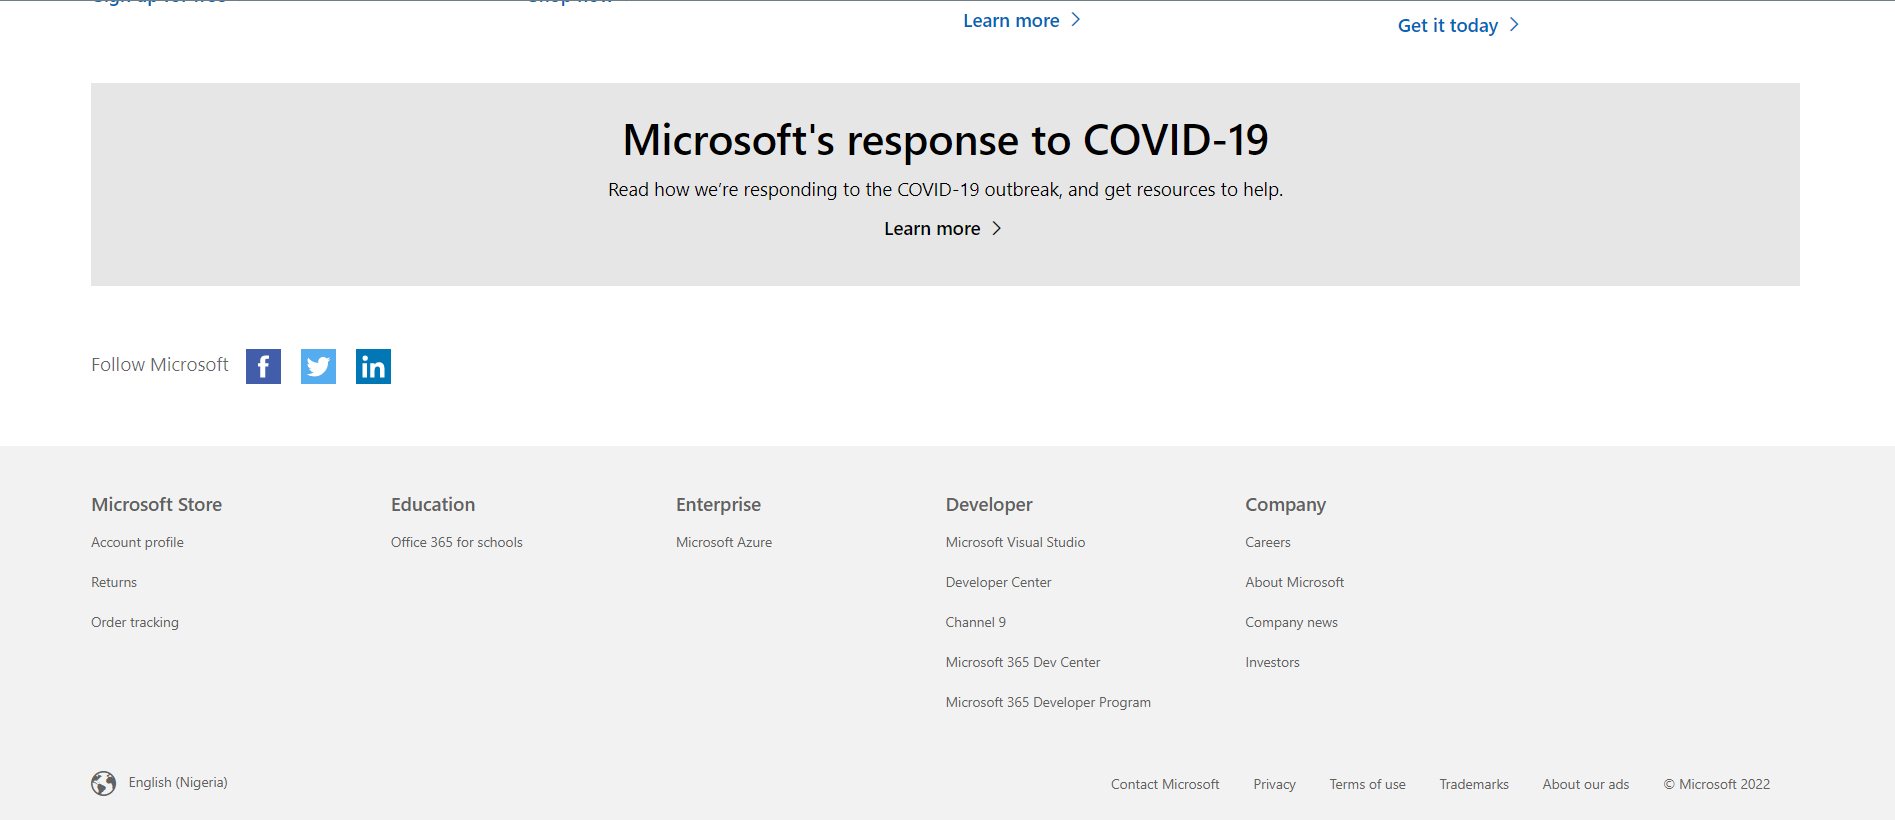 Learn more
Get it today
Microsoft's response to COVID-19
Read how we’re responding to the COVID-19 outbreak, and get resources to help.
Learn more
Follow Microsoft
Microsoft Store
Account profile
Returns
Order tracking
Education
Office 365 for schools
Enterprise
Microsoft Azure
Developer
Microsoft Visual Studio
Developer Center
Channel 9
Microsoft 365 Dev Center
Microsoft 365 Developer Program
Company
Careers
About Microsoft
Company news
Investors
English (Nigeria)
Contact Microsoft Privacy Terms of use Trademarks About our ads © Microsoft 2022